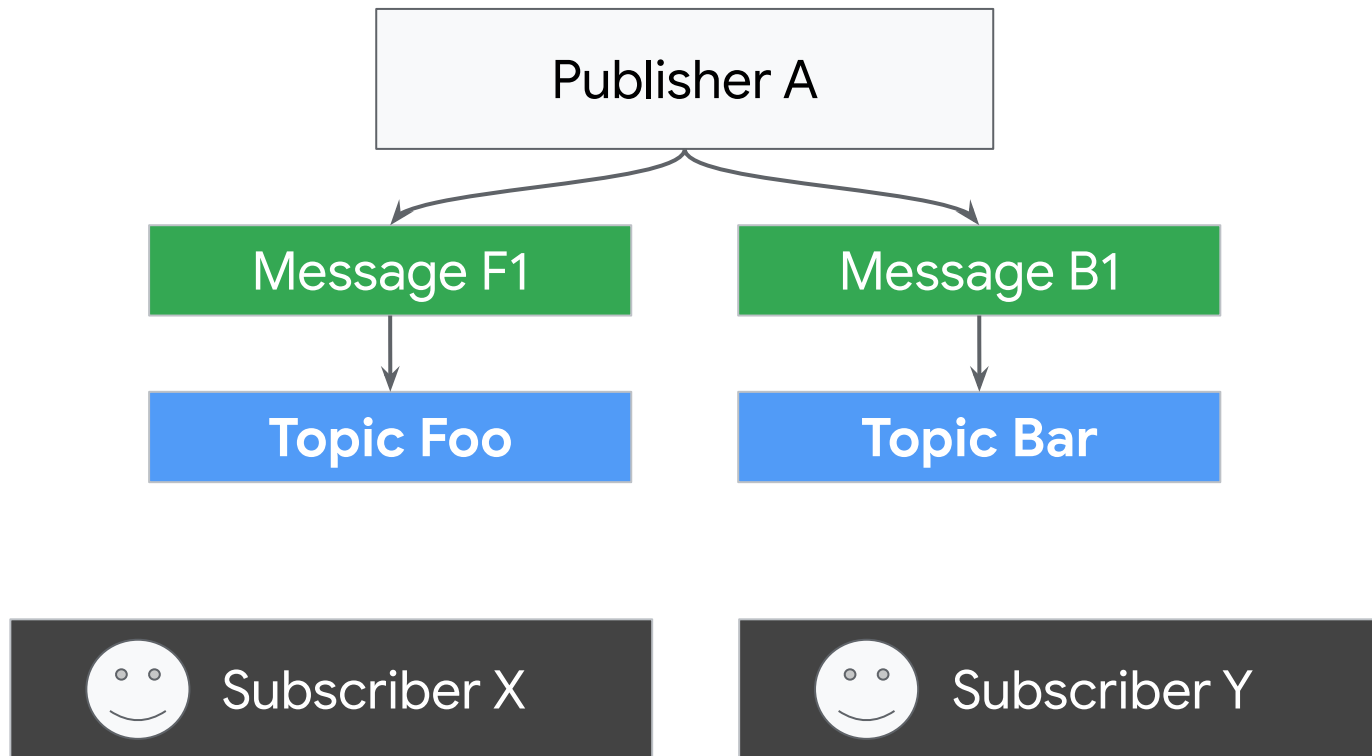 Publisher A
Message F1
Message B1
Topic Foo
Topic Bar
Subscriber X
Subscriber Y